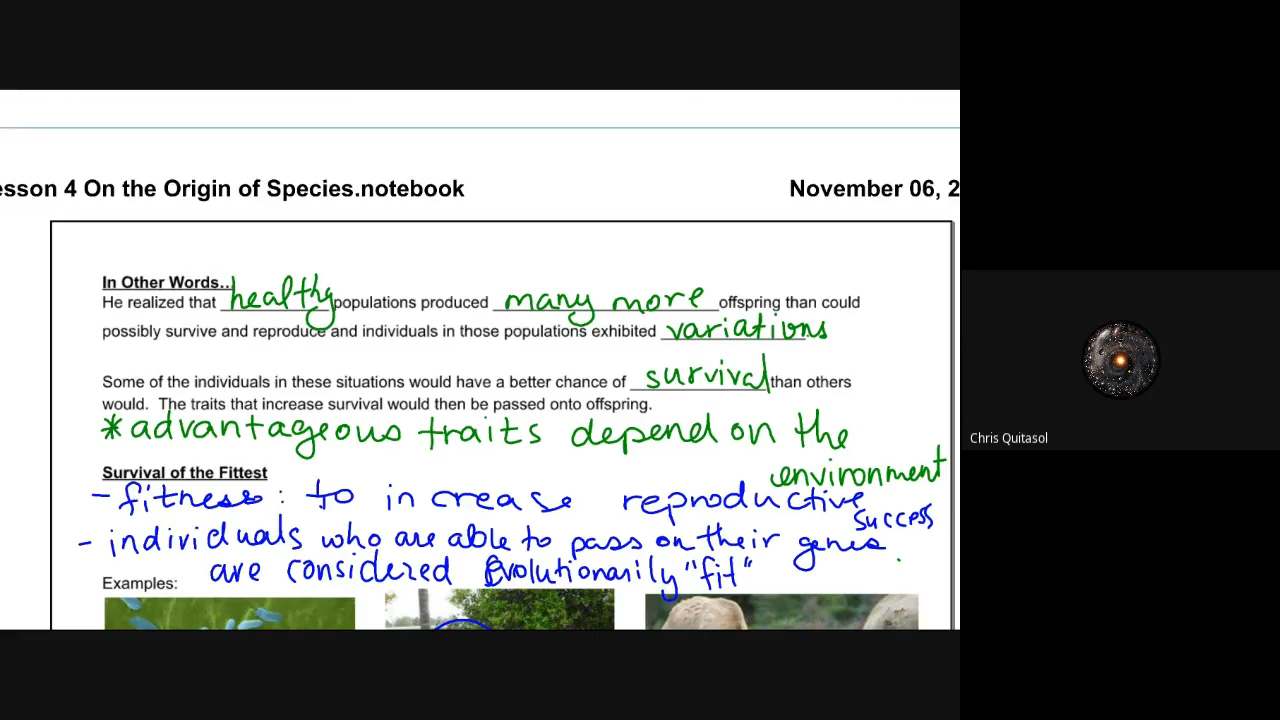 esson 4 On the Origin of Species.notebook November 06, 2
In Other Words...
He realized that healthy populations produced many more offspring than could
possibly survive and reproduce and individuals in those populations exhibited variations
Some of the individuals in these situations would have a better chance of survival than others
would. The traits that increase survival would then be passed onto offspring.
*advantageous traits depend on the
environment
Survival of the Fittest
- fitness: to increase reproductive
success
- individuals who are able to pass on their genes
are considered Evolutionarily "fit"
Examples:
Chris Quitasol